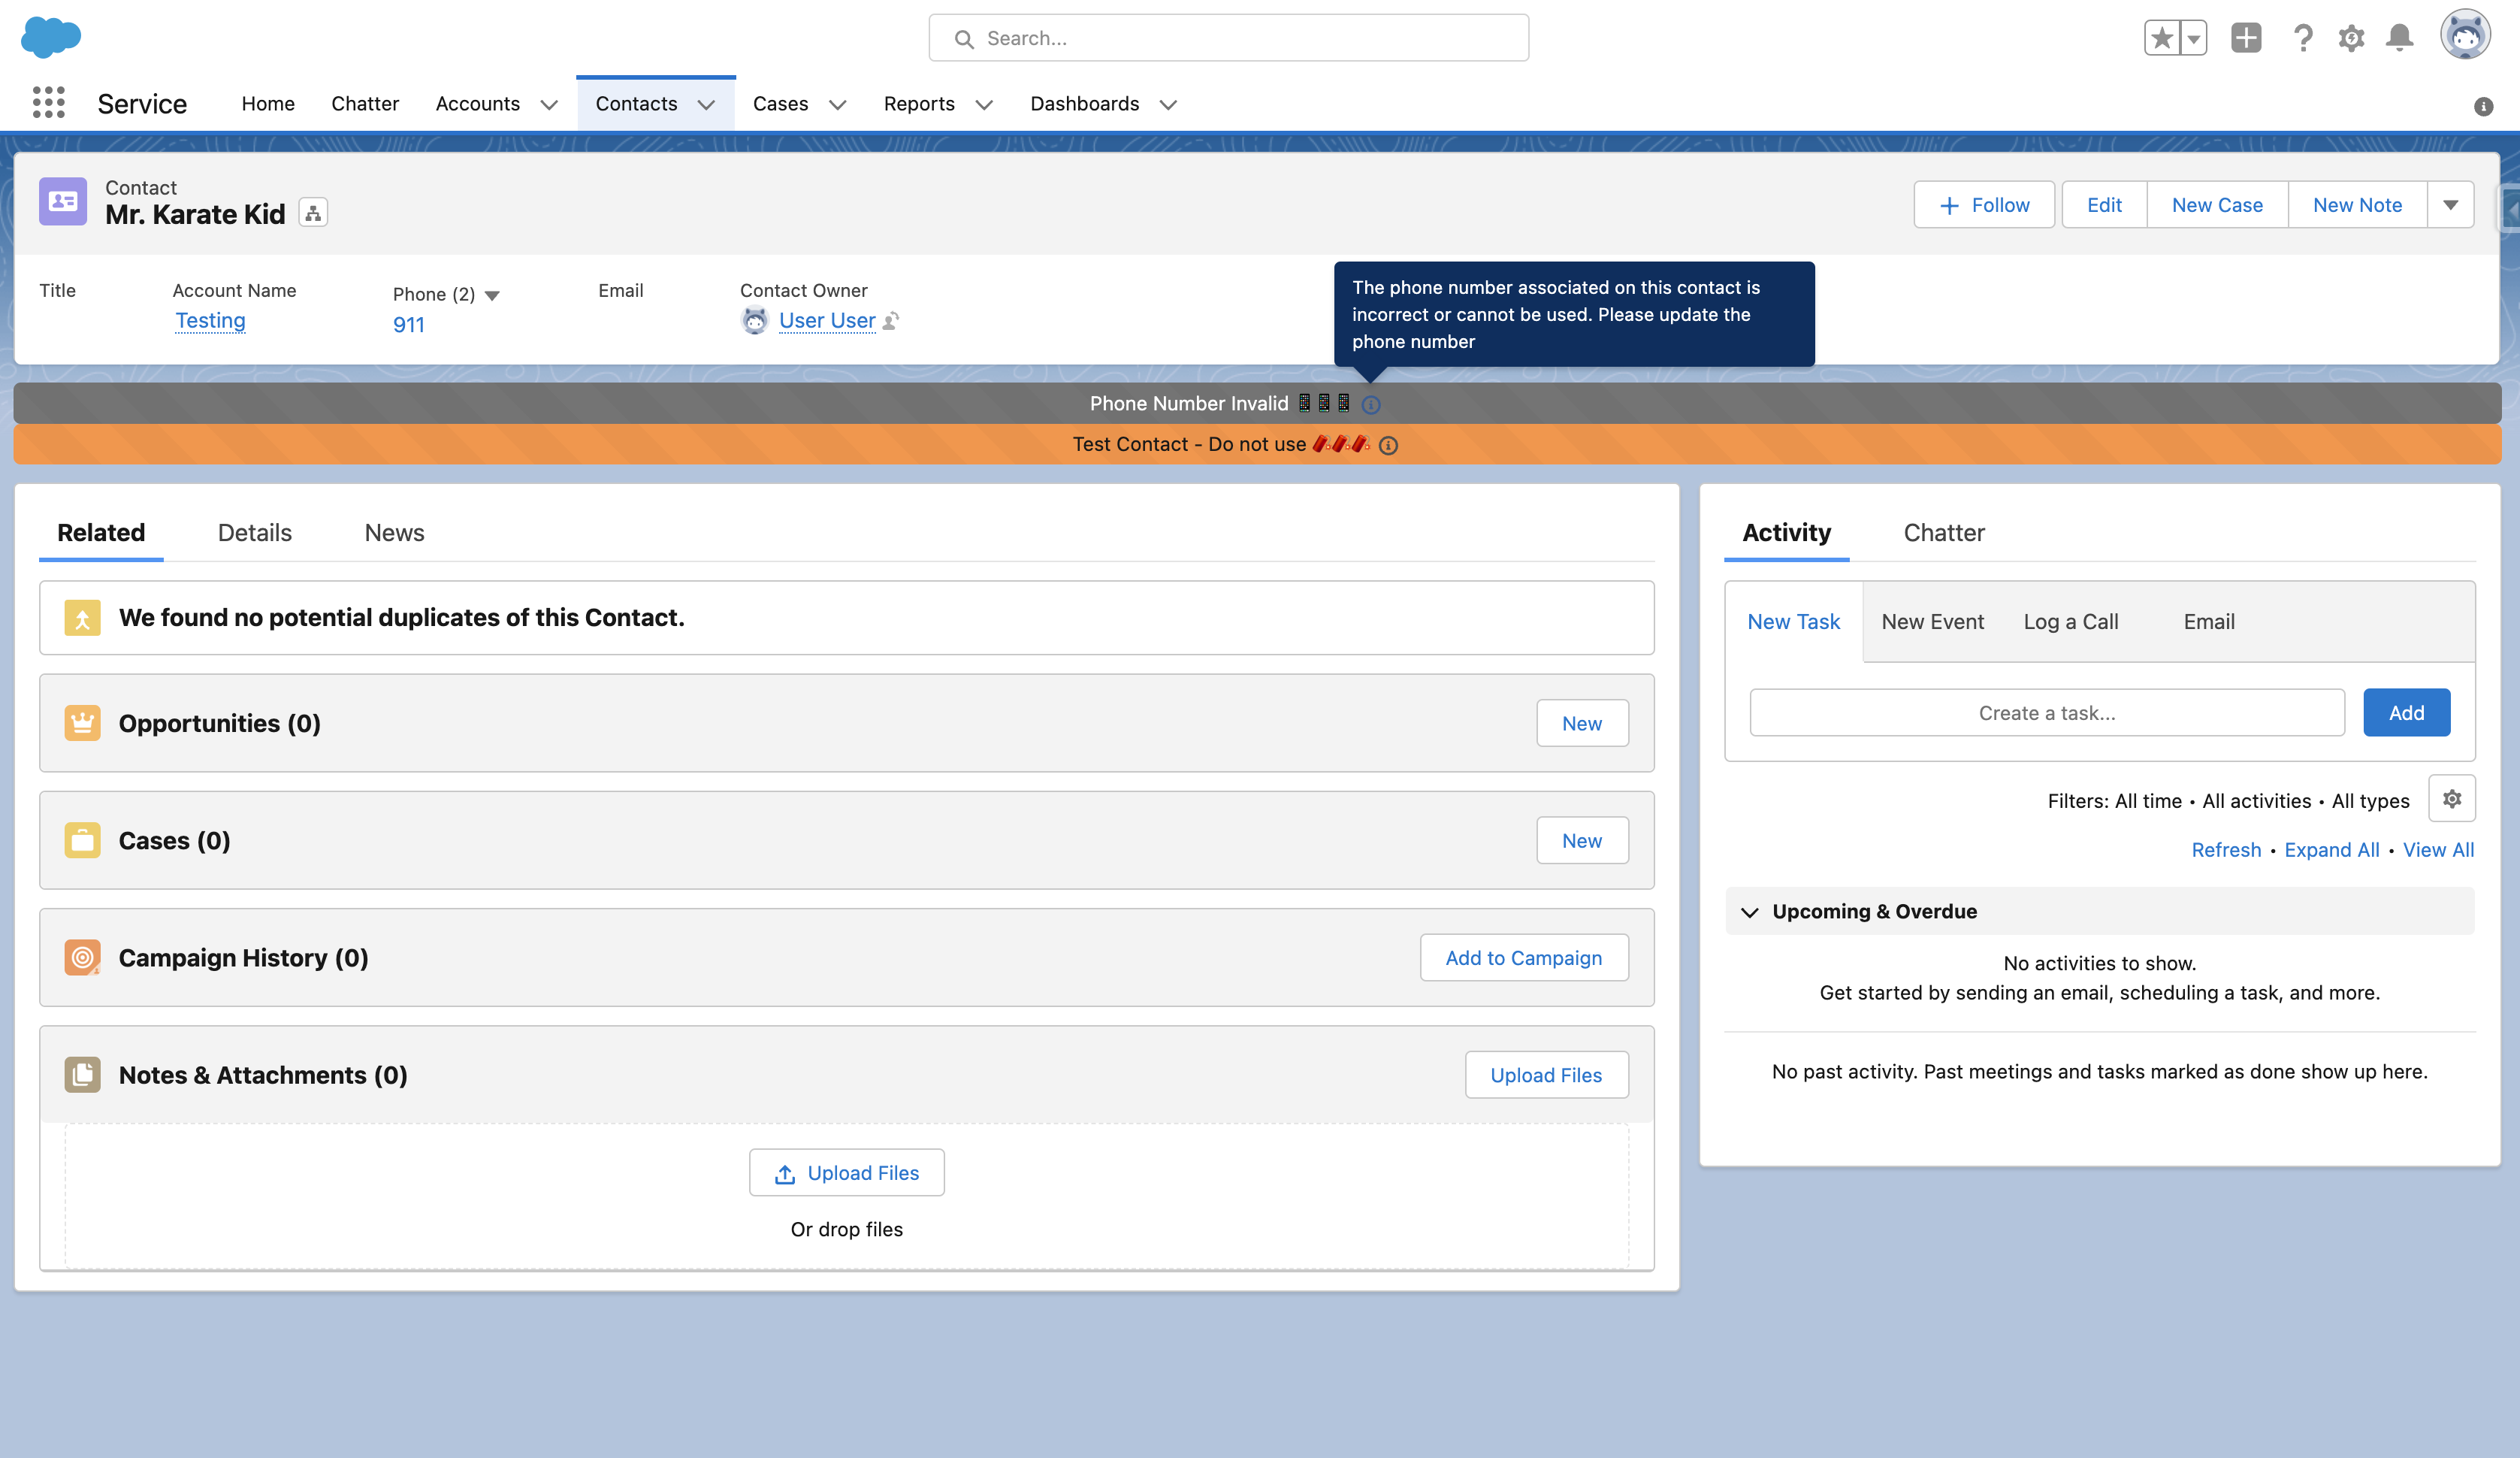 Search...
Service
Home
Chatter
Accounts
Contacts
Cases
Reports
Dashboards
Contact
Mr. Karate Kid
Follow
Edit
New Case
New Note
Title
Account Name
Testing
Phone (2)
911
Email
Contact Owner
User User
The phone number associated on this contact is
incorrect or cannot be used. Please update the
phone number
Phone Number Invalid 📱📱📱
Test Contact - Do not use 🧨🧨🧨
Related
Details
News
We found no potential duplicates of this Contact.
Opportunities (0)
New
Cases (0)
New
Campaign History (0)
Add to Campaign
Notes & Attachments (0)
Upload Files
Upload Files
Or drop files
Activity
Chatter
New Task
New Event
Log a Call
Email
Create a task...
Add
Filters: All time • All activities • All types
Refresh • Expand All • View All
Upcoming & Overdue
No activities to show.
Get started by sending an email, scheduling a task, and more.
No past activity. Past meetings and tasks marked as done show up here.